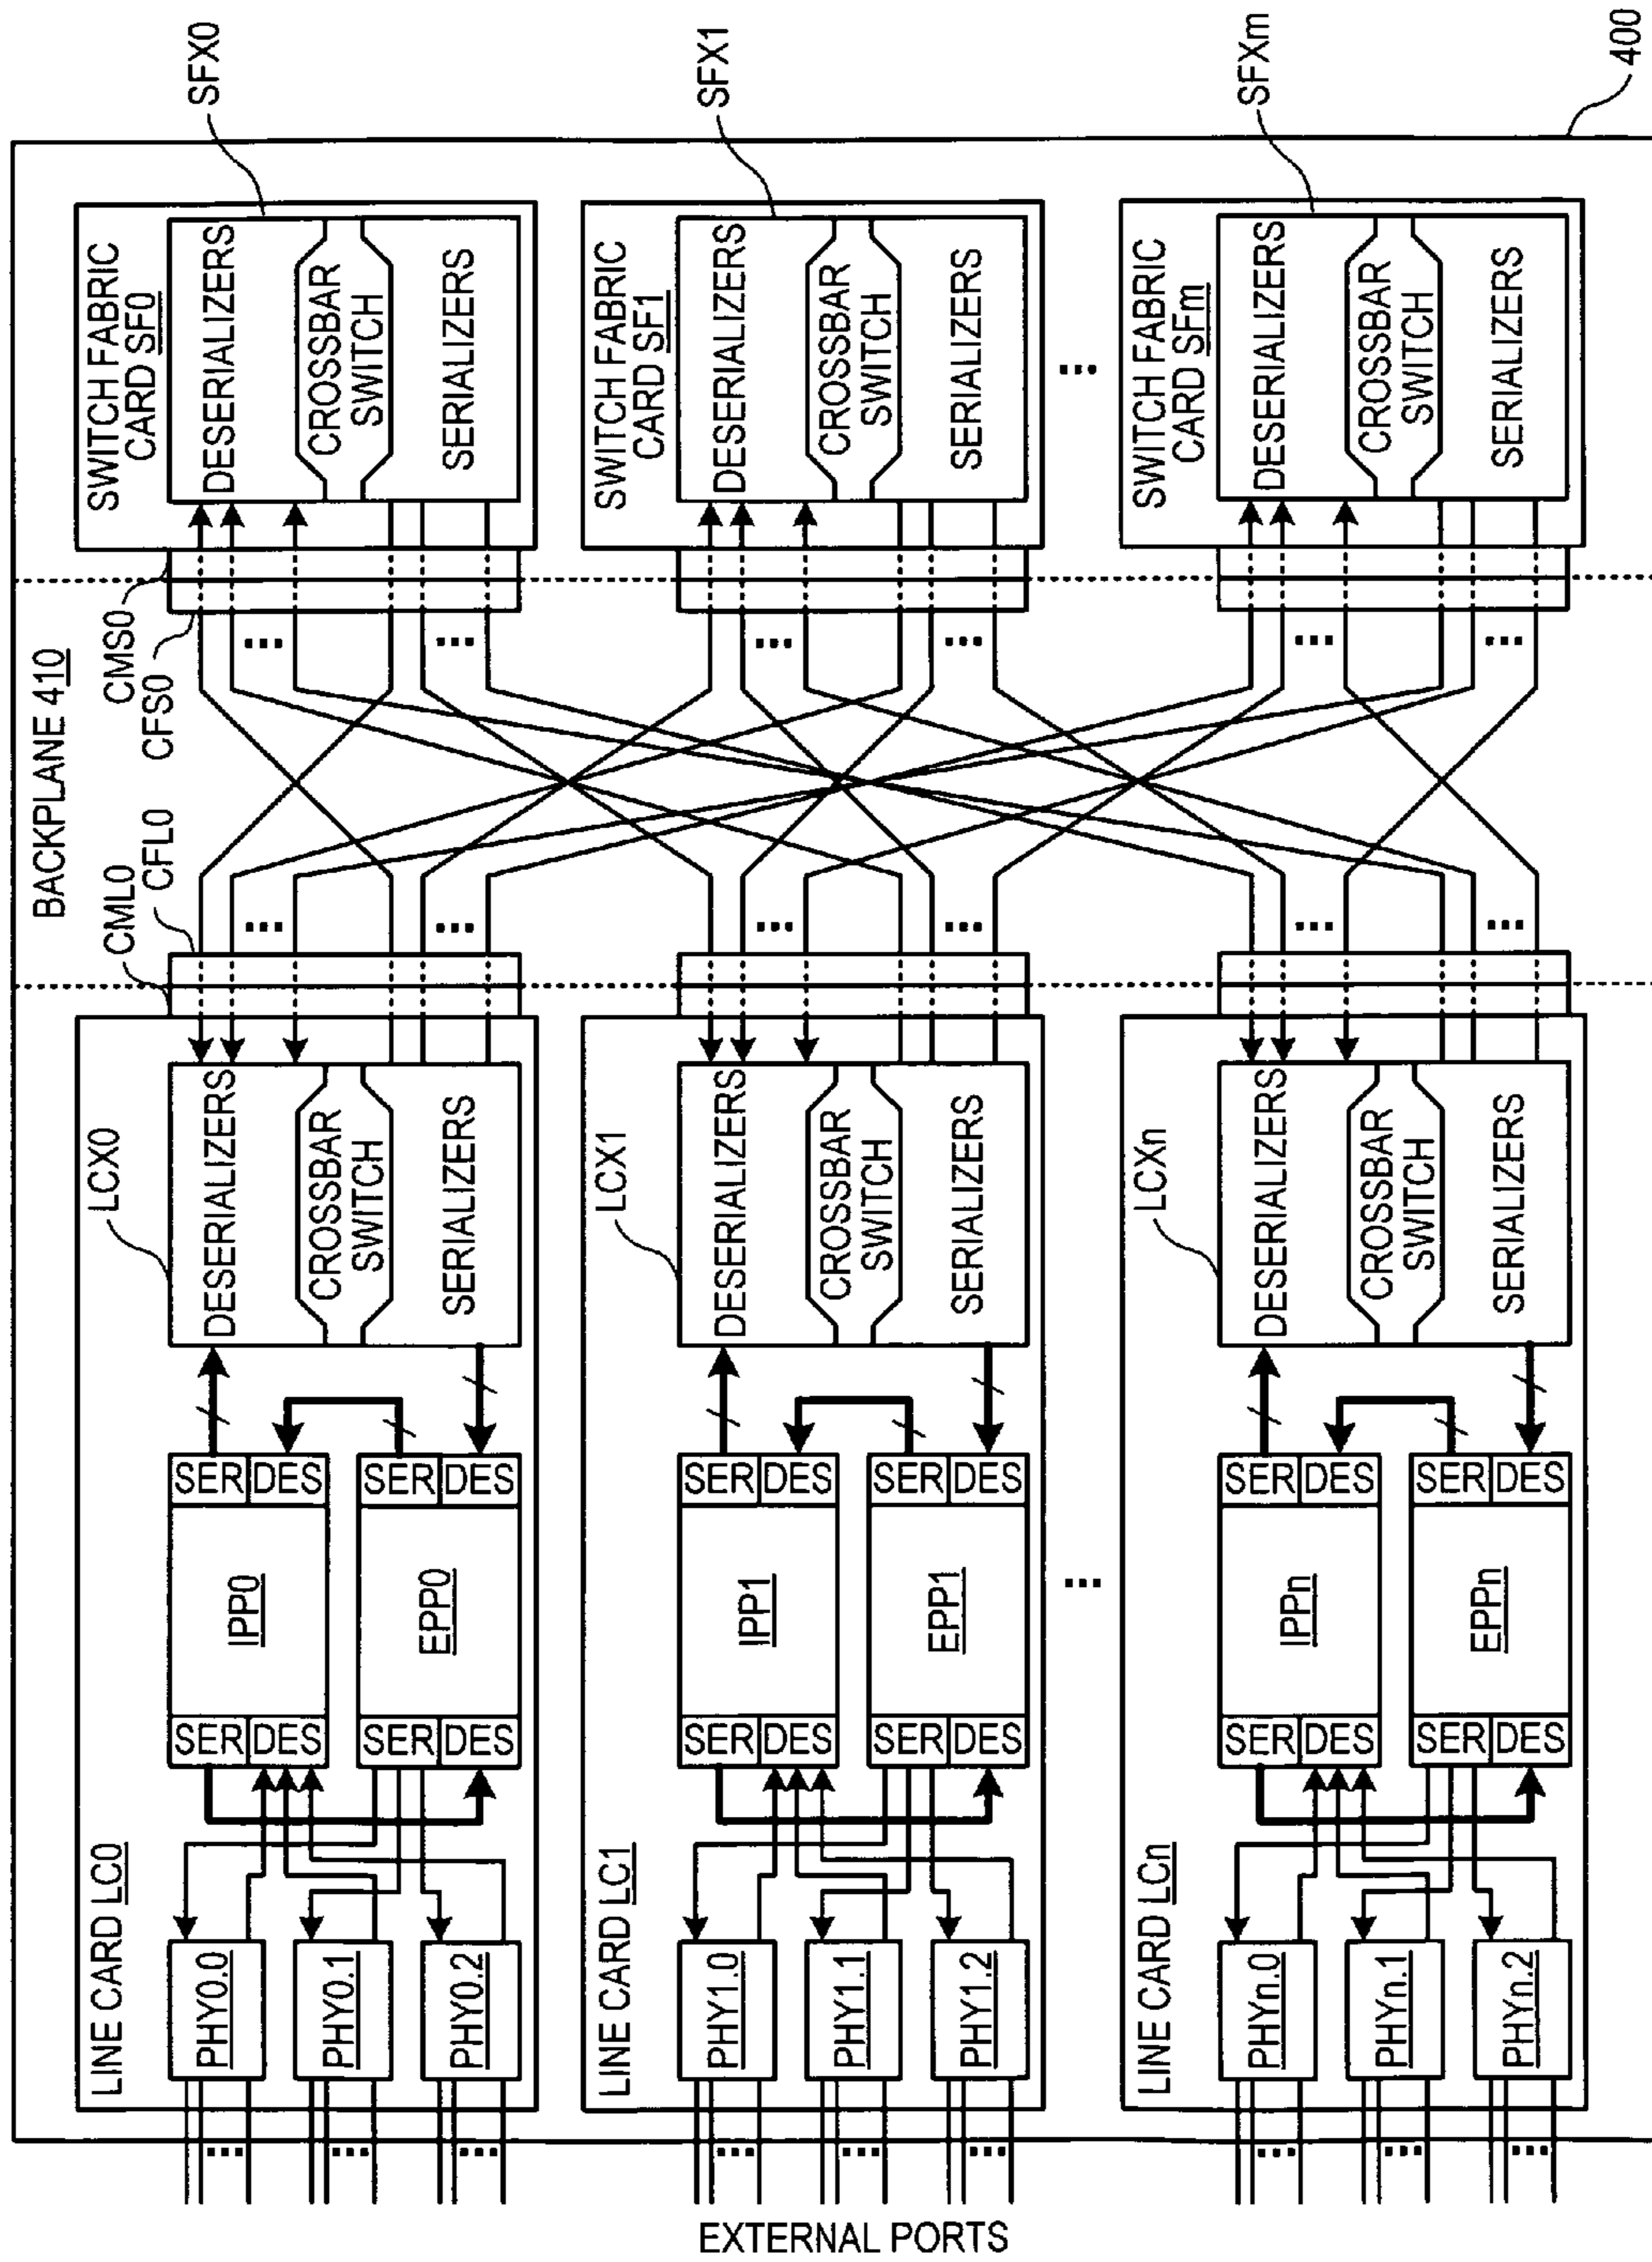 BACKPLANE 410
CML0
CFL0
CFS0
CMS0
400
LINE CARD LC0
PHY0.0
PHY0.1
PHY0.2
SER
DES
SER
DES
IPP0
EPP0
SER
DES
SER
DES
LCX0
DESERIALIZERS
CROSSBAR
SWITCH
SERIALIZERS
SWITCH FABRIC
CARD SF0
DESERIALIZERS
CROSSBAR
SWITCH
SERIALIZERS
SFX0
...
...
...
...
...
...
...
LINE CARD LC1
PHY1.0
PHY1.1
PHY1.2
SER
DES
SER
DES
IPP1
EPP1
SER
DES
SER
DES
LCX1
DESERIALIZERS
CROSSBAR
SWITCH
SERIALIZERS
SWITCH FABRIC
CARD SF1
DESERIALIZERS
CROSSBAR
SWITCH
SERIALIZERS
SFX1
...
...
...
...
...
...
...
...
...
LINE CARD LCn
PHYn.0
PHYn.1
PHYn.2
SER
DES
SER
DES
IPPn
EPPn
SER
DES
SER
DES
LCXn
DESERIALIZERS
CROSSBAR
SWITCH
SERIALIZERS
SWITCH FABRIC
CARD SFm
DESERIALIZERS
CROSSBAR
SWITCH
SERIALIZERS
SFXm
...
...
...
...
...
...
...
EXTERNAL PORTS